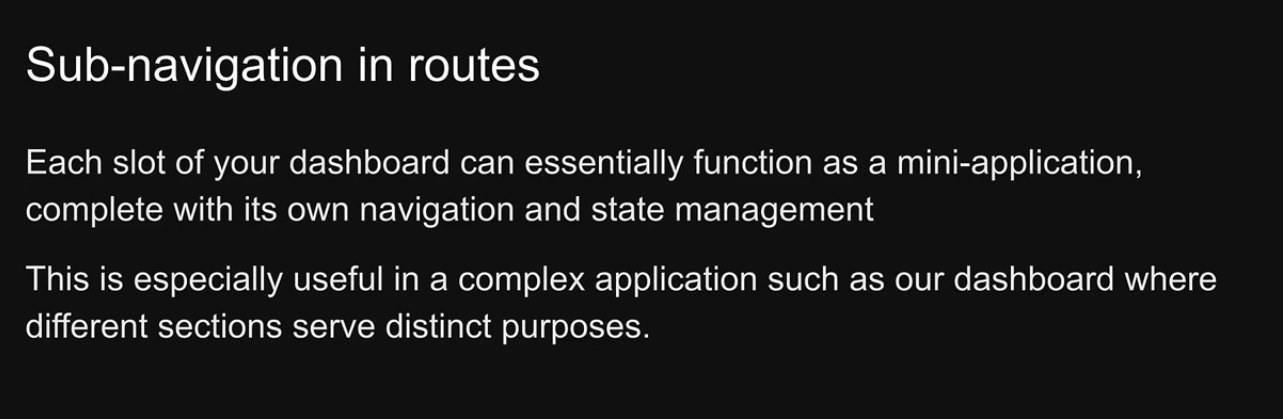 Sub-navigation in routes
Each slot of your dashboard can essentially function as a mini-application,
complete with its own navigation and state management
This is especially useful in a complex application such as our dashboard where
different sections serve distinct purposes.